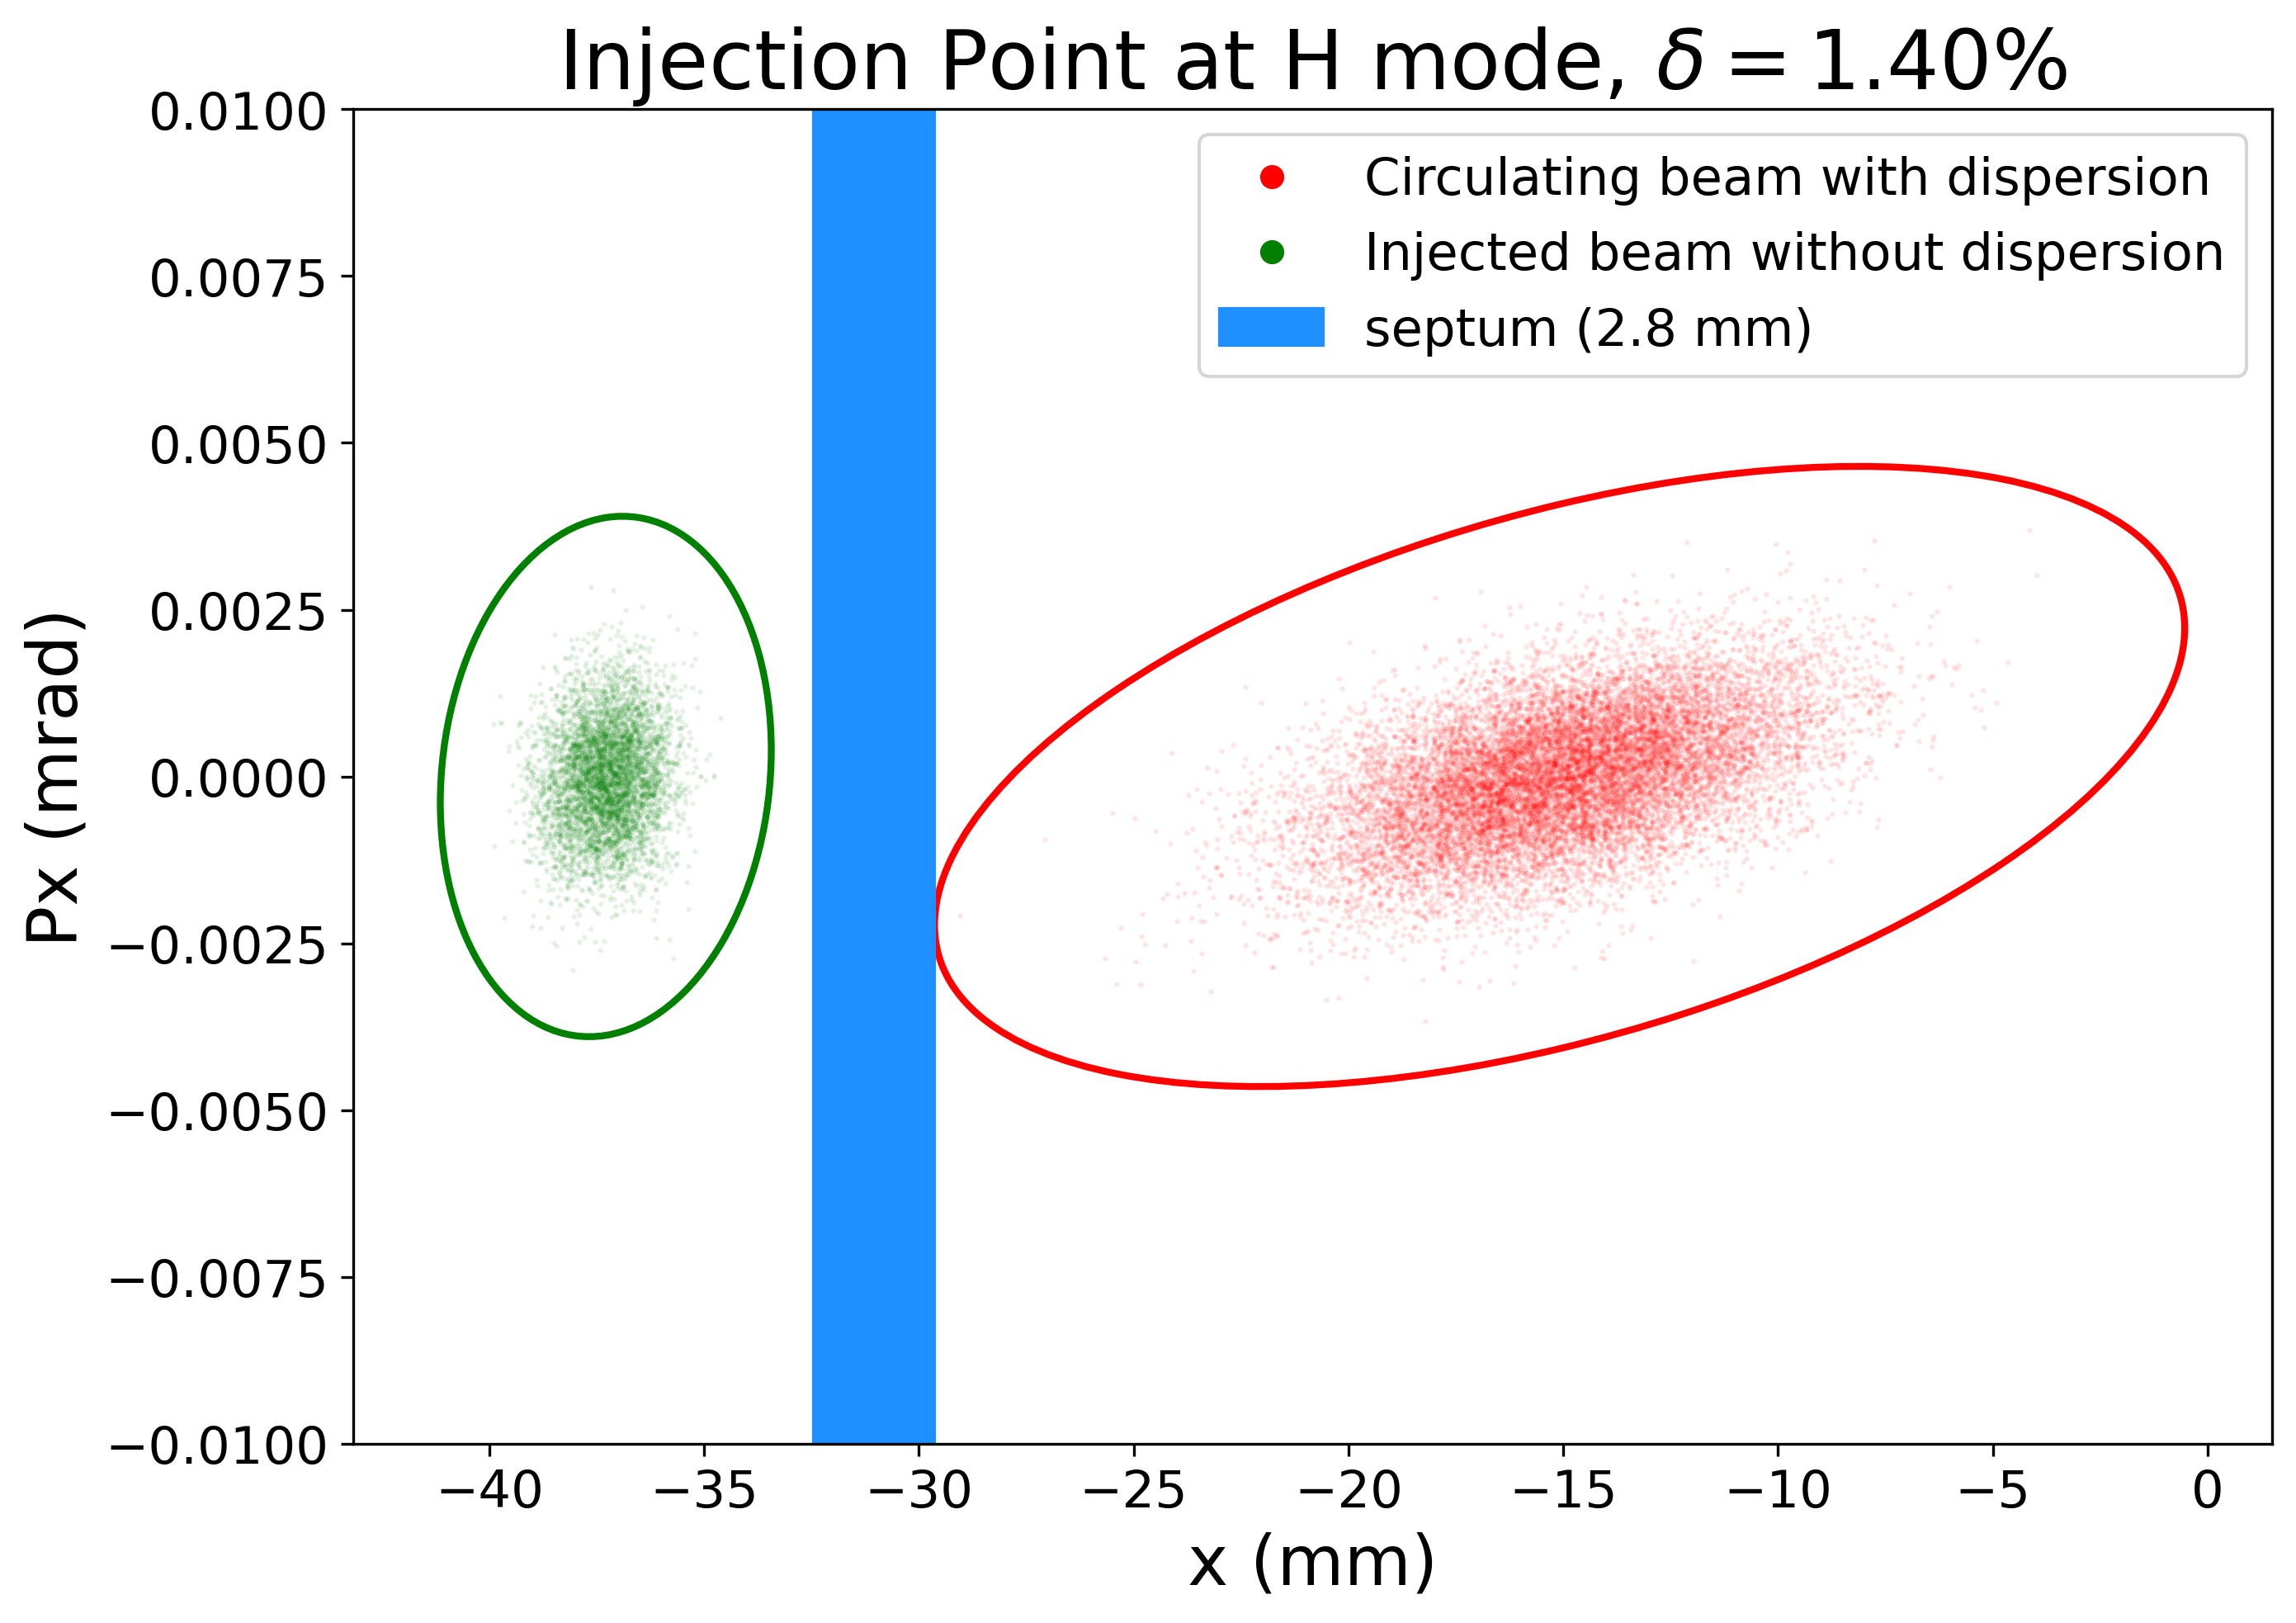 Injection Point at H mode, δ = 1.40%
Circulating beam with dispersion
Injected beam without dispersion
septum (2.8 mm)
Px (mrad)
0.0100
0.0075
0.0050
0.0025
0.0000
−0.0025
−0.0050
−0.0075
−0.0100
−40 −35 −30 −25 −20 −15 −10 −5 0
x (mm)